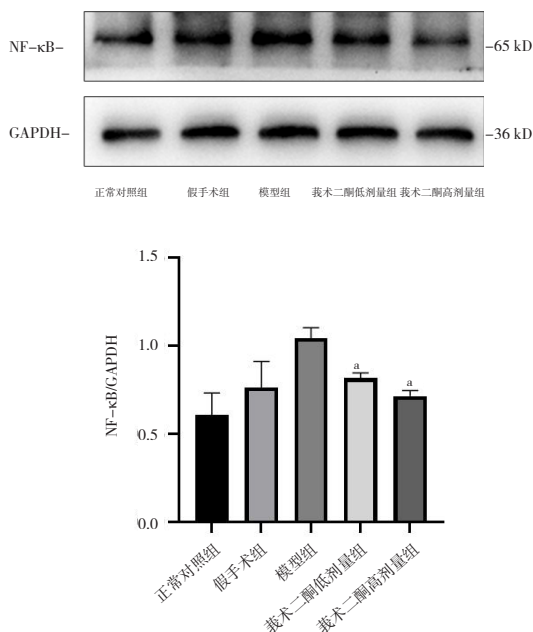 NF-κB-
-65 kD
GAPDH-
-36 kD
正常对照组 假手术组 模型组 莪术二酮低剂量组 莪术二酮高剂量组
1.5
1.0
0.5
0.0
NF-κB/GAPDH
a
a
正常对照组
假手术组
模型组
莪术二酮低剂量组
莪术二酮高剂量组